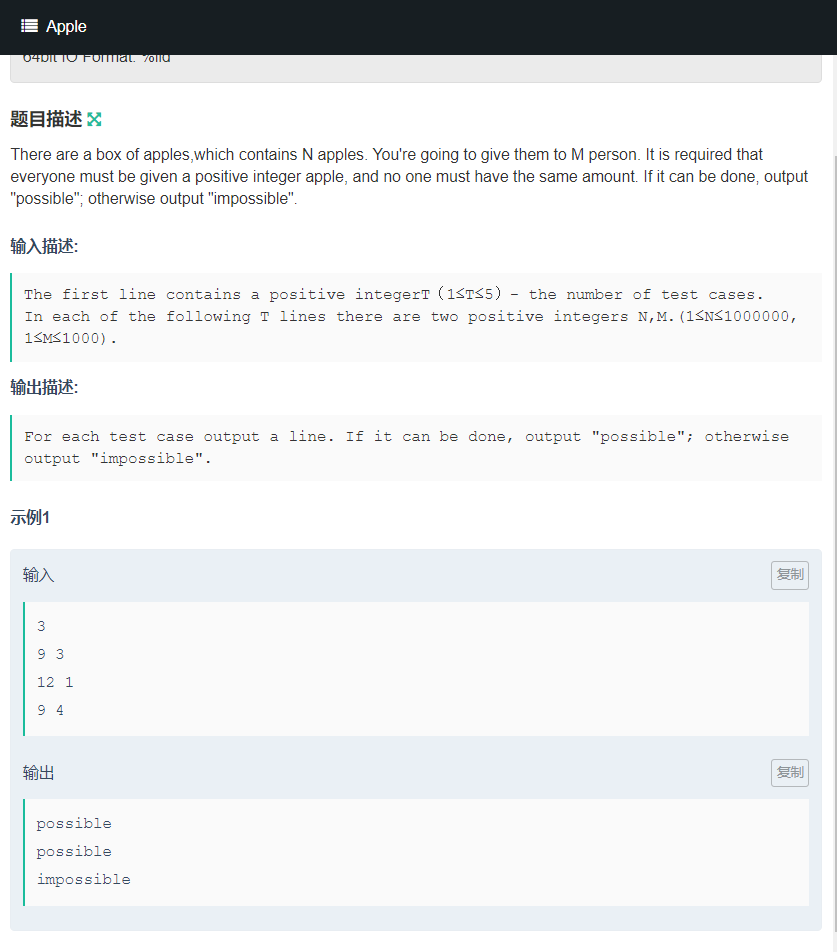 Apple
64bit IO Format: %lld
题目描述
There are a box of apples,which contains N apples. You're going to give them to M person. It is required that
everyone must be given a positive integer apple, and no one must have the same amount. If it can be done, output
"possible"; otherwise output "impossible".
输入描述:
The first line contains a positive integerT（1≤T≤5）– the number of test cases.
In each of the following T lines there are two positive integers N,M.(1≤N≤1000000,
1≤M≤1000).
输出描述:
For each test case output a line. If it can be done, output "possible"; otherwise
output "impossible".
示例1
输入
复制
3
9 3
12 1
9 4
输出
复制
possible
possible
impossible